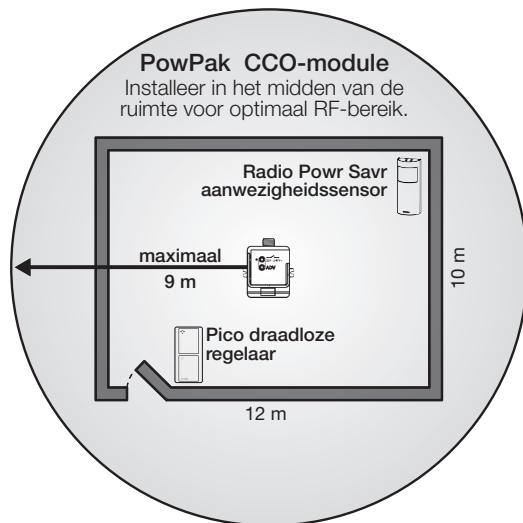 PowPak CCO-module
Installeer in het midden van de
ruimte voor optimaal RF-bereik.
Radio Powr Savr
aanwezigheidssensor
maximaal
9 m
10 m
Pico draadloze
regelaar
12 m